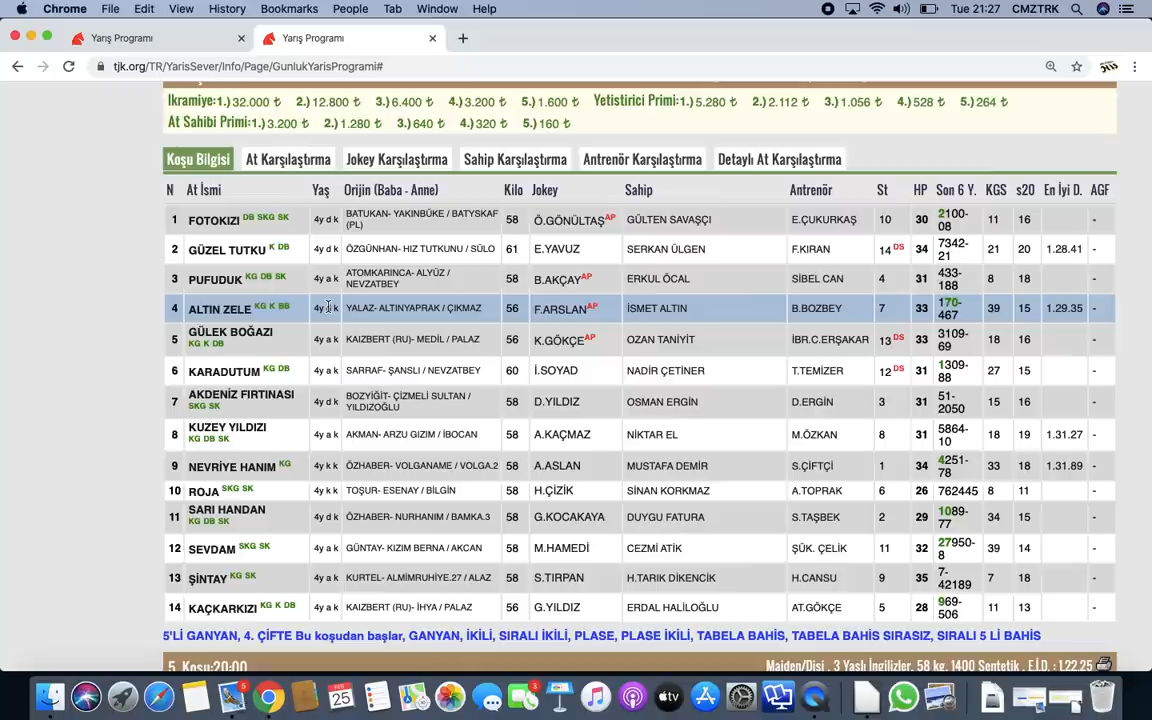 Chrome File Edit View History Bookmarks People Tab Window Help Tue 21:27 CMZTRK
Yarış Programı Yarış Programı
tjk.org/TR/YarisSever/Info/Page/GunlukYarisProgrami#
Ikramiye:1.) 32.000 ₺ 2.) 12.800 ₺ 3.) 6.400 ₺ 4.) 3.200 ₺ 5.) 1.600 ₺ Yetistirici Primi:1.) 5.280 ₺ 2.) 2.112 ₺ 3.) 1.056 ₺ 4.) 528 ₺ 5.) 264 ₺
At Sahibi Primi:1.) 3.200 ₺ 2.) 1.280 ₺ 3.) 640 ₺ 4.) 320 ₺ 5.) 160 ₺
Koşu Bilgisi At Karşılaştırma Jokey Karşılaştırma Sahip Karşılaştırma Antrenör Karşılaştırma Detaylı At Karşılaştırma
N At İsmi Yaş Orijin (Baba - Anne) Kilo Jokey Sahip Antrenör St HP Son 6 Y. KGS s20 En İyi D. AGF
1 FOTOKIZI DB SKG SK 4y d k BATUKAN- YAKINBÜKE / BATYSKAF (PL) 58 Ö.GÖNÜLTAŞ AP GÜLTEN SAVAŞÇI E.ÇUKURKAŞ 10 30 2100-08 11 16 -
2 GÜZEL TUTKU K DB 4y d k ÖZGÜNHAN- HIZ TUTKUNU / SÜLO 61 E.YAVUZ SERKAN ÜLGEN F.KIRAN 14 DS 34 7342-21 21 20 1.28.41 -
3 PUFUDUK KG DB SK 4y a k ATOMKARINCA- ALYÜZ / NEVZATBEY 58 B.AKÇAY AP ERKUL ÖCAL SİBEL CAN 4 31 433-188 8 18 -
4 ALTIN ZELE KG K BB 4y k YALAZ- ALTINYAPRAK / ÇIKMAZ 56 F.ARSLAN AP İSMET ALTIN B.BOZBEY 7 33 170-467 39 15 1.29.35 -
5 GÜLEK BOĞAZI KG K DB 4y a k KAIZBERT (RU)- MEDİL / PALAZ 56 K.GÖKÇE AP OZAN TANİYİT İBR.C.ERŞAKAR 13 DS 33 3109-69 18 16 -
6 KARADUTUM KG DB 4y a k SARRAF- ŞANSLI / NEVZATBEY 60 İ.SOYAD NADİR ÇETİNER T.TEMİZER 12 DS 31 1309-88 27 15 -
7 AKDENİZ FIRTINASI SKG SK 4y d k BOZYİĞİT- ÇİZMELİ SULTAN / YILDIZOĞLU 58 D.YILDIZ OSMAN ERGİN D.ERGİN 3 31 51-2050 15 16 -
8 KUZEY YILDIZI KG DB SK 4y a k AKMAN- ARZU GIZIM / İBOCAN 58 A.KAÇMAZ NİKTAR EL M.ÖZKAN 8 31 5864-10 18 19 1.31.27 -
9 NEVRİYE HANIM KG 4y k k ÖZHABER- VOLGANAME / VOLGA.2 58 A.ASLAN MUSTAFA DEMİR S.ÇİFTÇİ 1 34 4251-78 33 18 1.31.89 -
10 ROJA SKG SK 4y k k TOŞUR- ESENAY / BİLGİN 58 H.ÇİZİK SİNAN KORKMAZ A.TOPRAK 6 26 762445 8 11 -
11 SARI HANDAN KG DB SK 4y d k ÖZHABER- NURHANIM / BAMKA.3 58 G.KOCAKAYA DUYGU FATURA S.TAŞBEK 2 29 1089-77 34 15 -
12 SEVDAM SKG SK 4y a k GÜNTAY- KIZIM BERNA / AKCAN 58 M.HAMEDİ CEZMİ ATİK ŞÜK. ÇELİK 11 32 27950-8 39 14 -
13 ŞİNTAY KG SK 4y a k KURTEL- ALMİMRUHİYE.27 / ALAZ 58 S.TIRPAN H.TARIK DİKENCİK H.CANSU 9 35 7-42189 7 18 -
14 KAÇKARKIZI KG K DB 4y a k KAIZBERT (RU)- İHYA / PALAZ 56 G.YILDIZ ERDAL HALİLOĞLU AT.GÖKÇE 5 28 969-506 11 13 -
5'Lİ GANYAN, 4. ÇİFTE Bu koşudan başlar, GANYAN, İKİLİ, SIRALI İKİLİ, PLASE, PLASE İKİLİ, TABELA BAHİS, TABELA BAHİS SIRASIZ, SIRALI 5 Lİ BAHİS
5. Koşu:20:00 Maiden/Dişi , 3 Yaşlı İngilizler, 58 kg, 1400 Sentetik , E.İ.D. : 1.22.25
5 FEB 25 3 tv